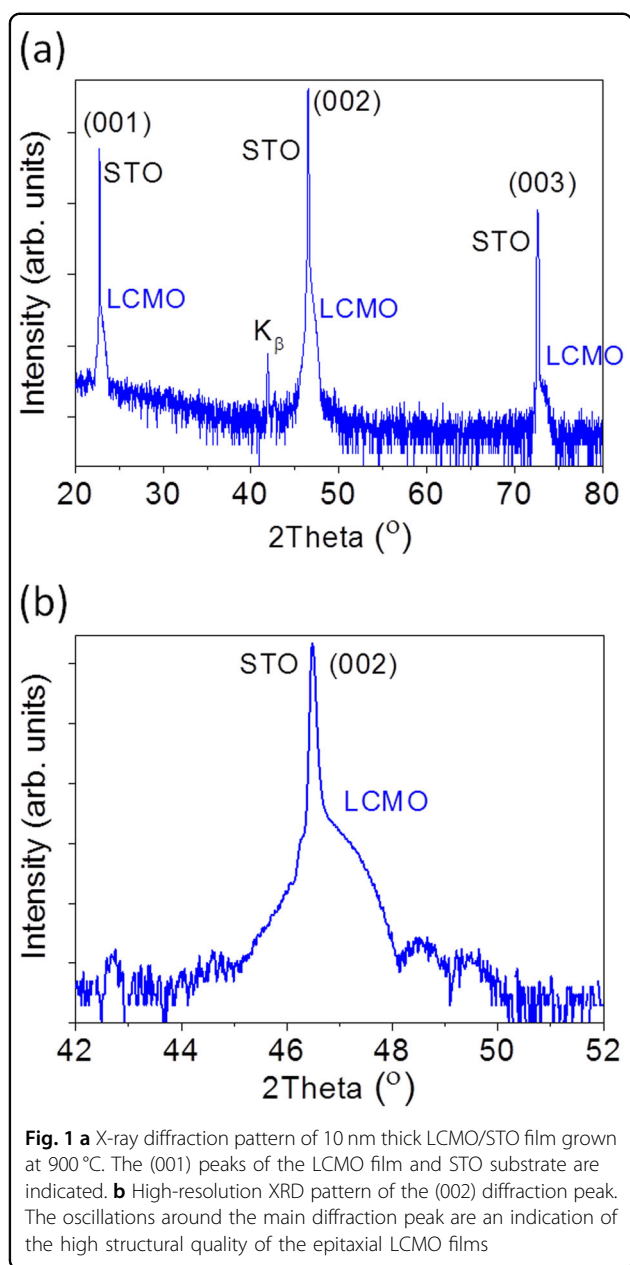 (a)
(001)
(002)
STO
STO
(003)
STO
LCMO
LCMO
LCMO
Kβ
Intensity (arb. units)
20 30 40 50 60 70 80
2Theta (°)
(b)
STO (002)
LCMO
Intensity (arb. units)
42 44 46 48 50 52
2Theta (°)
Fig. 1 a X-ray diffraction pattern of 10 nm thick LCMO/STO film grown
at 900 °C. The (001) peaks of the LCMO film and STO substrate are
indicated. b High-resolution XRD pattern of the (002) diffraction peak.
The oscillations around the main diffraction peak are an indication of
the high structural quality of the epitaxial LCMO films